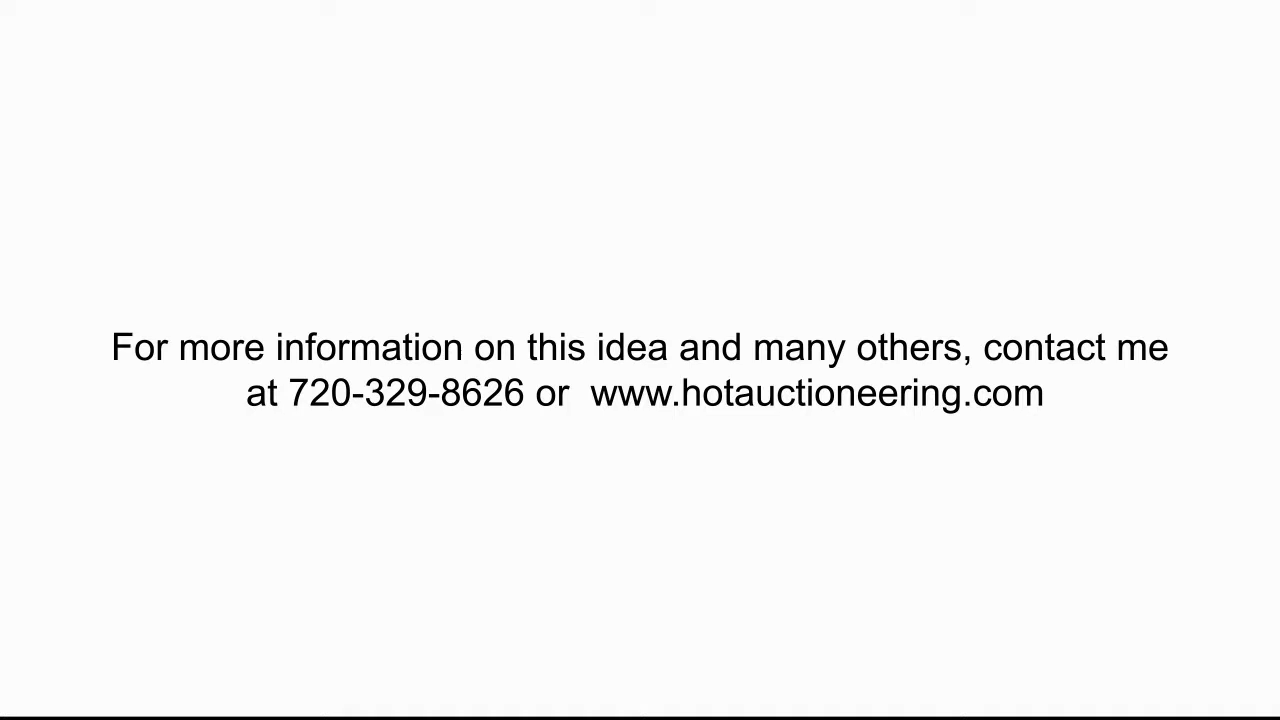 For more information on this idea and many others, contact me
at 720-329-8626 or  www.hotauctioneering.com